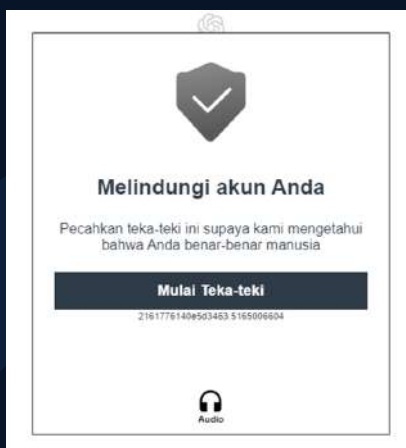 Melindungi akun Anda
Pecahkan teka-teki ini supaya kami mengetahui
bahwa Anda benar-benar manusia
Mulai Teka-teki
2161776140e5d3463.5165006604
Audio